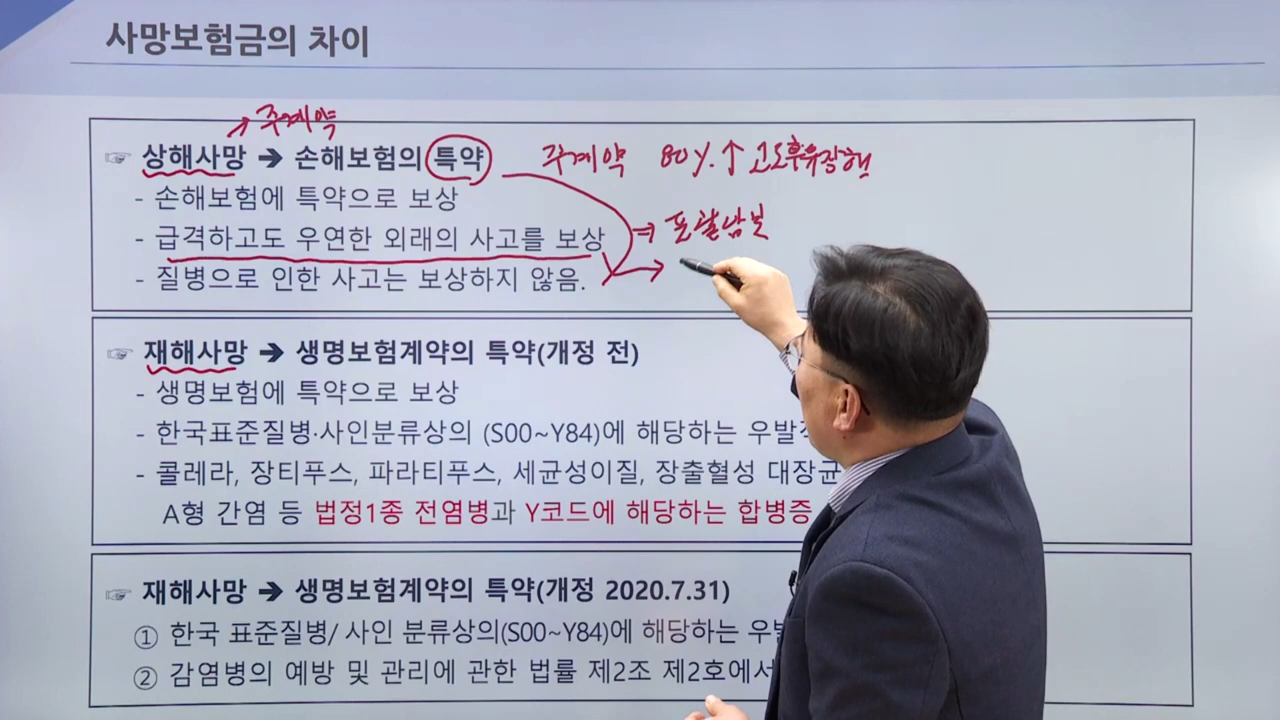 사망보험금의 차이
주계약
☞ 상해사망 → 손해보험의 특약 주계약 80%↑ 고도후유장해
- 손해보험에 특약으로 보상
⇒ 포괄담보
- 급격하고도 우연한 외래의 사고를 보상
- 질병으로 인한 사고는 보상하지 않음.
☞ 재해사망 → 생명보험계약의 특약(개정 전)
- 생명보험에 특약으로 보상
- 한국표준질병·사인분류상의 (S00~Y84)에 해당하는
- 콜레라, 장티푸스, 파라티푸스, 세균성이질, 장출혈성 대장균
A형 간염 등 법정1종 전염병과 Y코드에 해당하는 합병증
☞ 재해사망 → 생명보험계약의 특약(개정 2020.7.31)
① 한국 표준질병/ 사인 분류상의(S00~Y84)에 해당하는
② 감염병의 예방 및 관리에 관한 법률 제2조 제2호에서